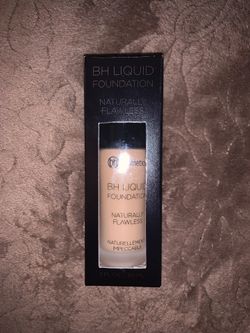 BH LIQUID
FOUNDATION
NATURALLY
FLAWLESS
BH LIQUID
FOUNDATION
NATURALLY
FLAWLESS
NATURELLEMENT
IMPECCABLE